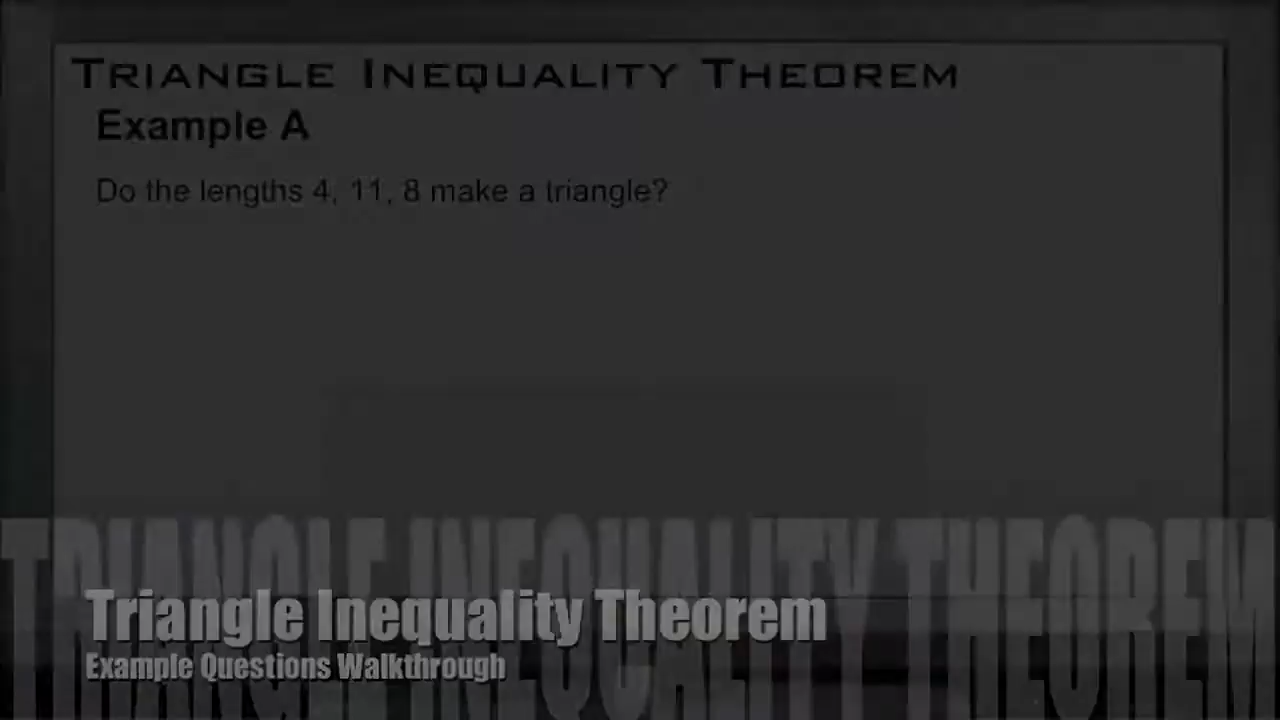 TRIANGLE INEQUALITY THEOREM
Example A
Do the lengths 4, 11, 8 make a triangle?
TRIANGLE INEQUALITY THEOREM
Triangle Inequality Theorem
Example Questions Walkthrough